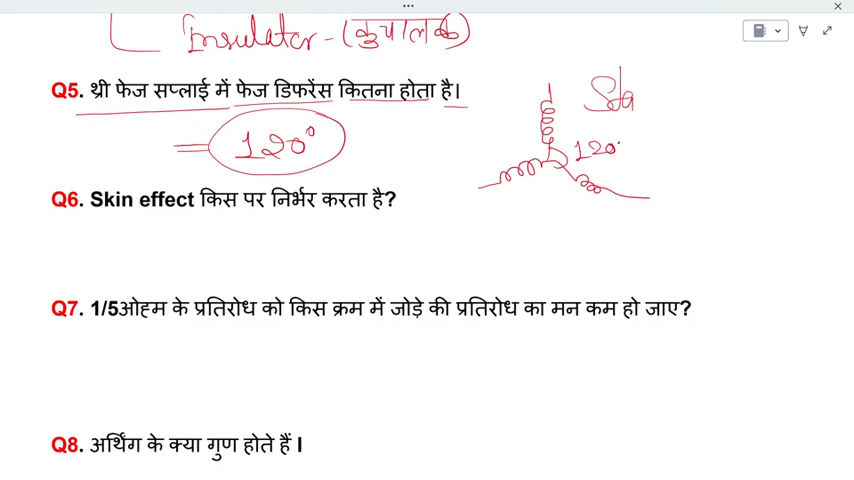 Insulator - (कुचालक)
Q5. थ्री फेज सप्लाई में फेज डिफरेंस कितना होता है।
= 120°
120°
Q6. Skin effect किस पर निर्भर करता है?
Q7. 1/5ओह्म के प्रतिरोध को किस क्रम में जोड़े की प्रतिरोध का मन कम हो जाए?
Q8. अर्थिंग के क्या गुण होते हैं I